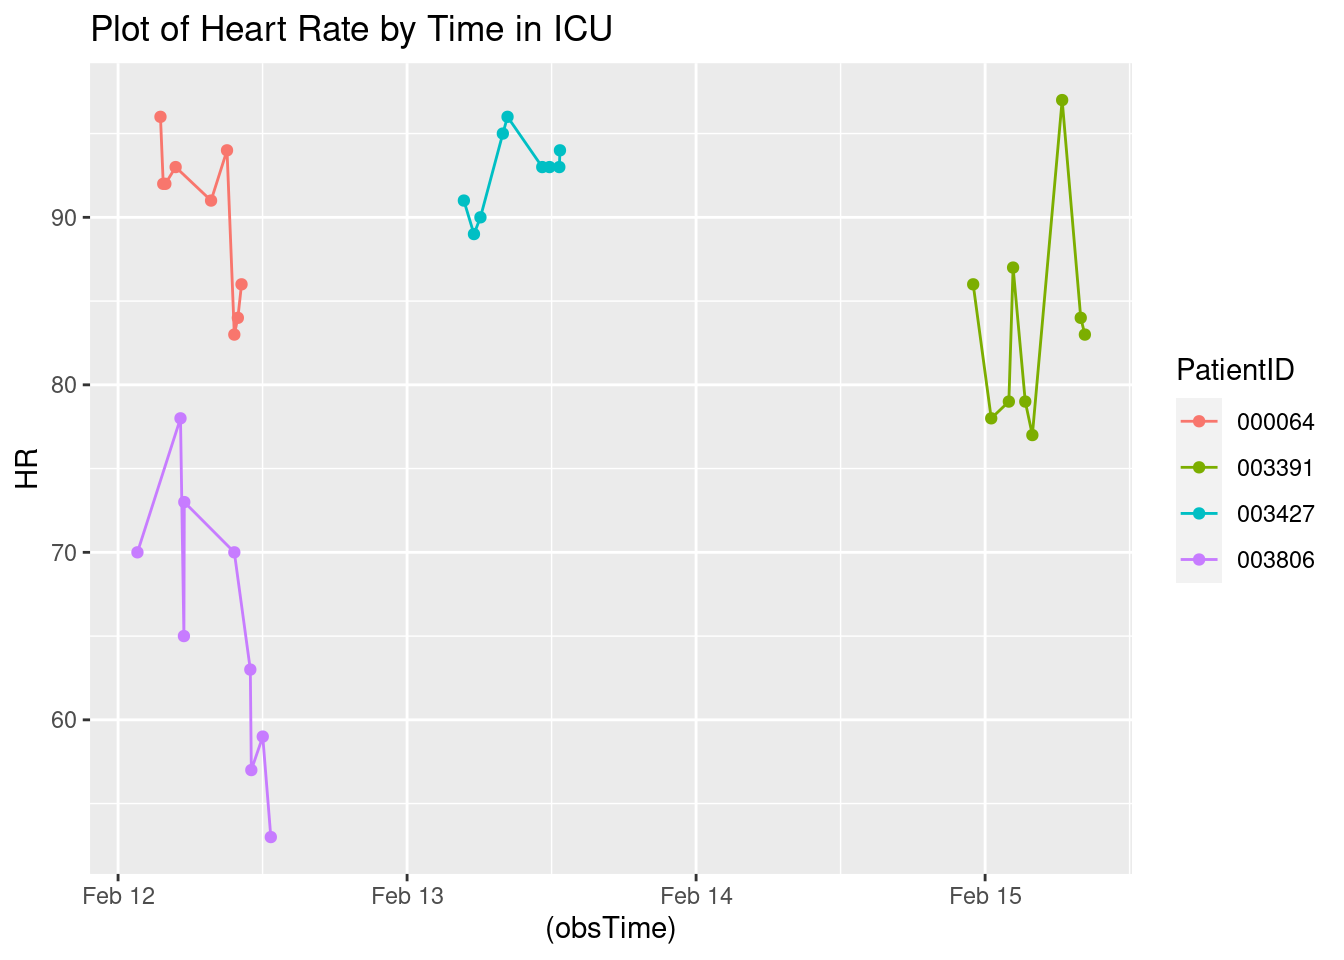 Plot of Heart Rate by Time in ICU
HR
90
80
70
60
Feb 12
Feb 13
Feb 14
Feb 15
(obsTime)
PatientID
000064
003391
003427
003806